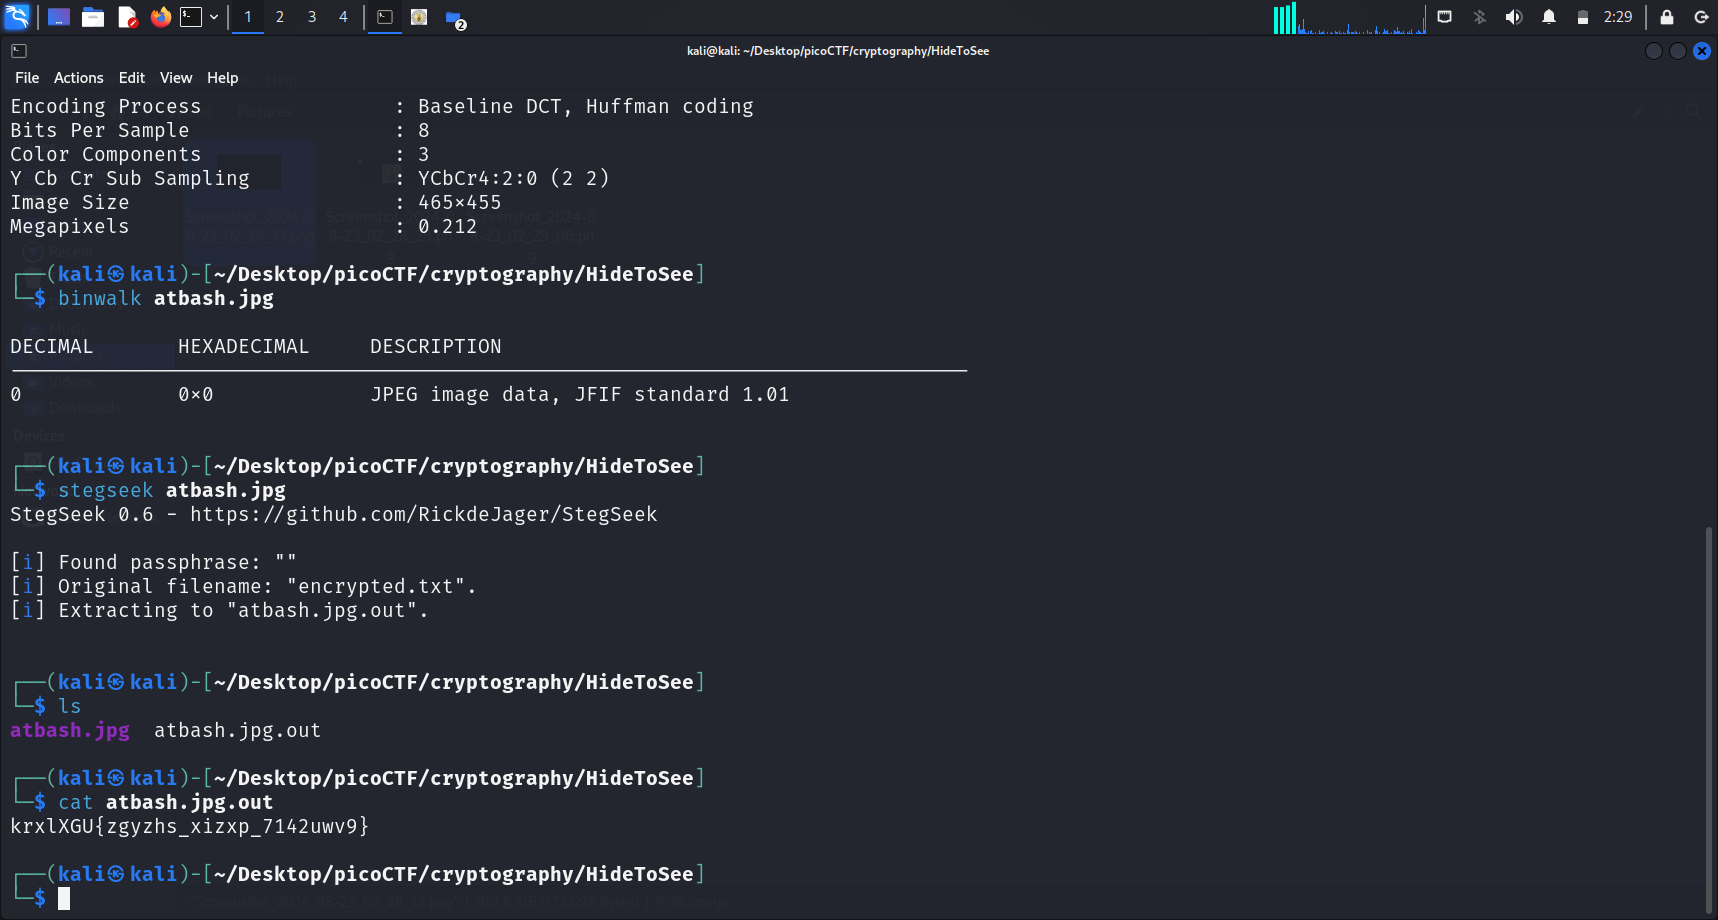 1 2 3 4 2 2:29
kali@kali: ~/Desktop/picoCTF/cryptography/HideToSee
File Actions Edit View Help
Encoding Process : Baseline DCT, Huffman coding
Bits Per Sample : 8
Color Components : 3
Y Cb Cr Sub Sampling : YCbCr4:2:0 (2 2)
Image Size : 465×455
Megapixels : 0.212
┌──(kali㉿kali)-[~/Desktop/picoCTF/cryptography/HideToSee]
└─$ binwalk atbash.jpg
DECIMAL HEXADECIMAL DESCRIPTION
0 0×0 JPEG image data, JFIF standard 1.01
┌──(kali㉿kali)-[~/Desktop/picoCTF/cryptography/HideToSee]
└─$ stegseek atbash.jpg
StegSeek 0.6 - https://github.com/RickdeJager/StegSeek
[i] Found passphrase: ""
[i] Original filename: "encrypted.txt".
[i] Extracting to "atbash.jpg.out".
┌──(kali㉿kali)-[~/Desktop/picoCTF/cryptography/HideToSee]
└─$ ls
atbash.jpg atbash.jpg.out
┌──(kali㉿kali)-[~/Desktop/picoCTF/cryptography/HideToSee]
└─$ cat atbash.jpg.out
krxlXGU{zgyzhs_xizxp_7142uwv9}
┌──(kali㉿kali)-[~/Desktop/picoCTF/cryptography/HideToSee]
└─$